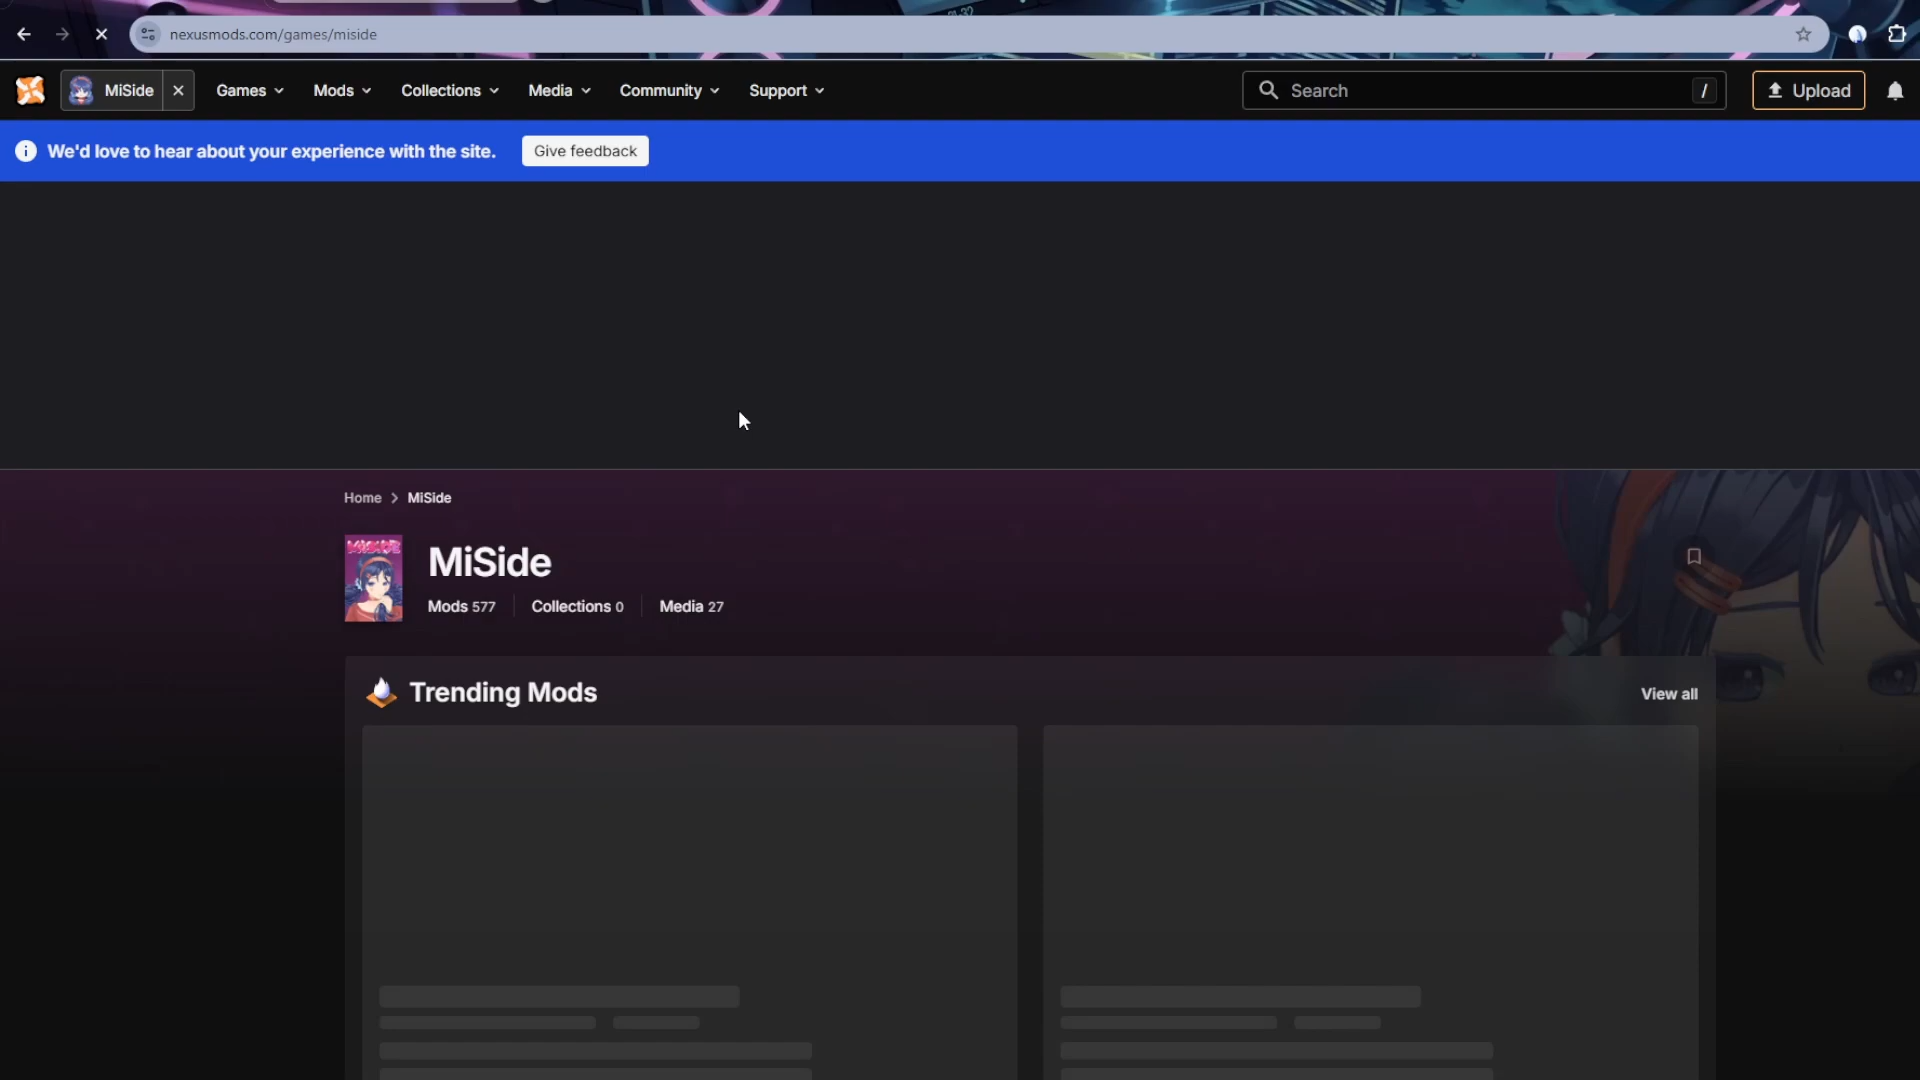 nexusmods.com/games/miside
MiSide Games Mods Collections Media Community Support Search / Upload
We'd love to hear about your experience with the site. Give feedback
Home > MiSide
MiSide
Mods 577 Collections 0 Media 27
Trending Mods View all